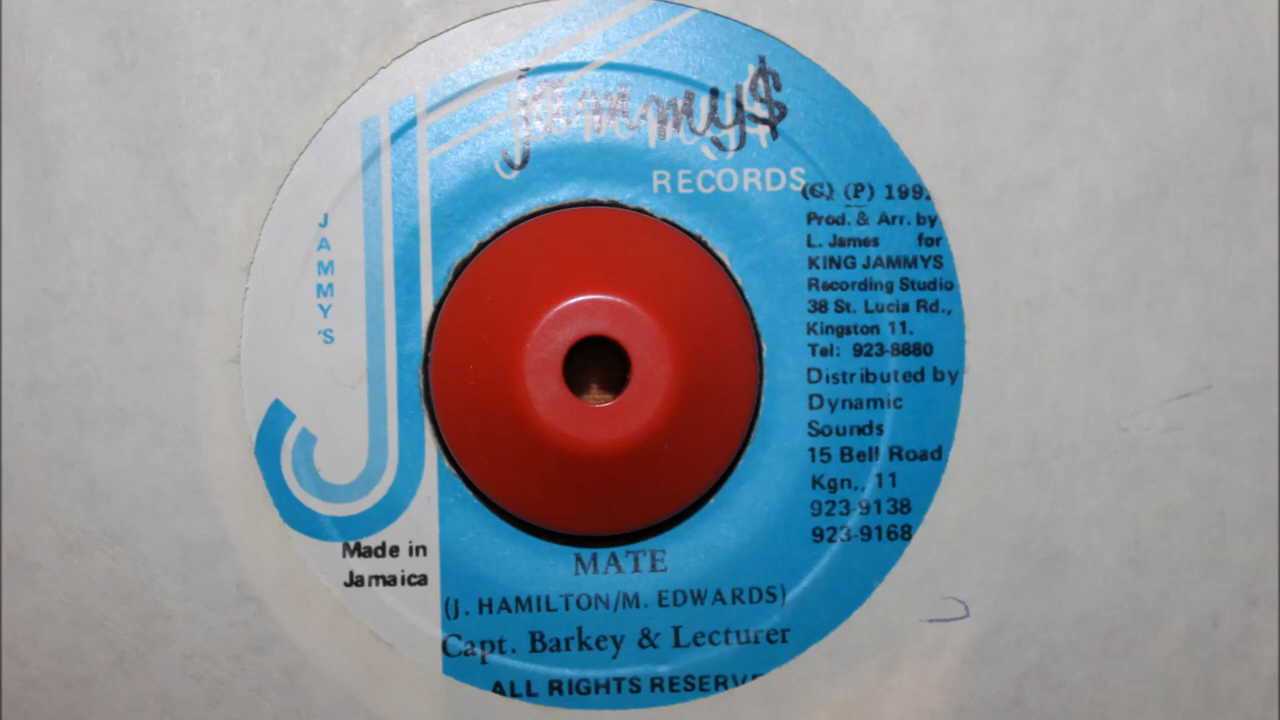 jammy$
RECORDS
JAMMY'S
(C) (P) 199
Prod. & Arr. by
L. James for
KING JAMMYS
Recording Studio
38 St. Lucia Rd.,
Kingston 11.
Tel: 923-8880
Distributed by
Dynamic
Sounds
15 Bell Road
Kgn,, 11
923-9138
923-9168
Made in
Jamaica
MATE
(J. HAMILTON/M. EDWARDS)
Capt. Barkey & Lecturer
ALL RIGHTS RESERVE